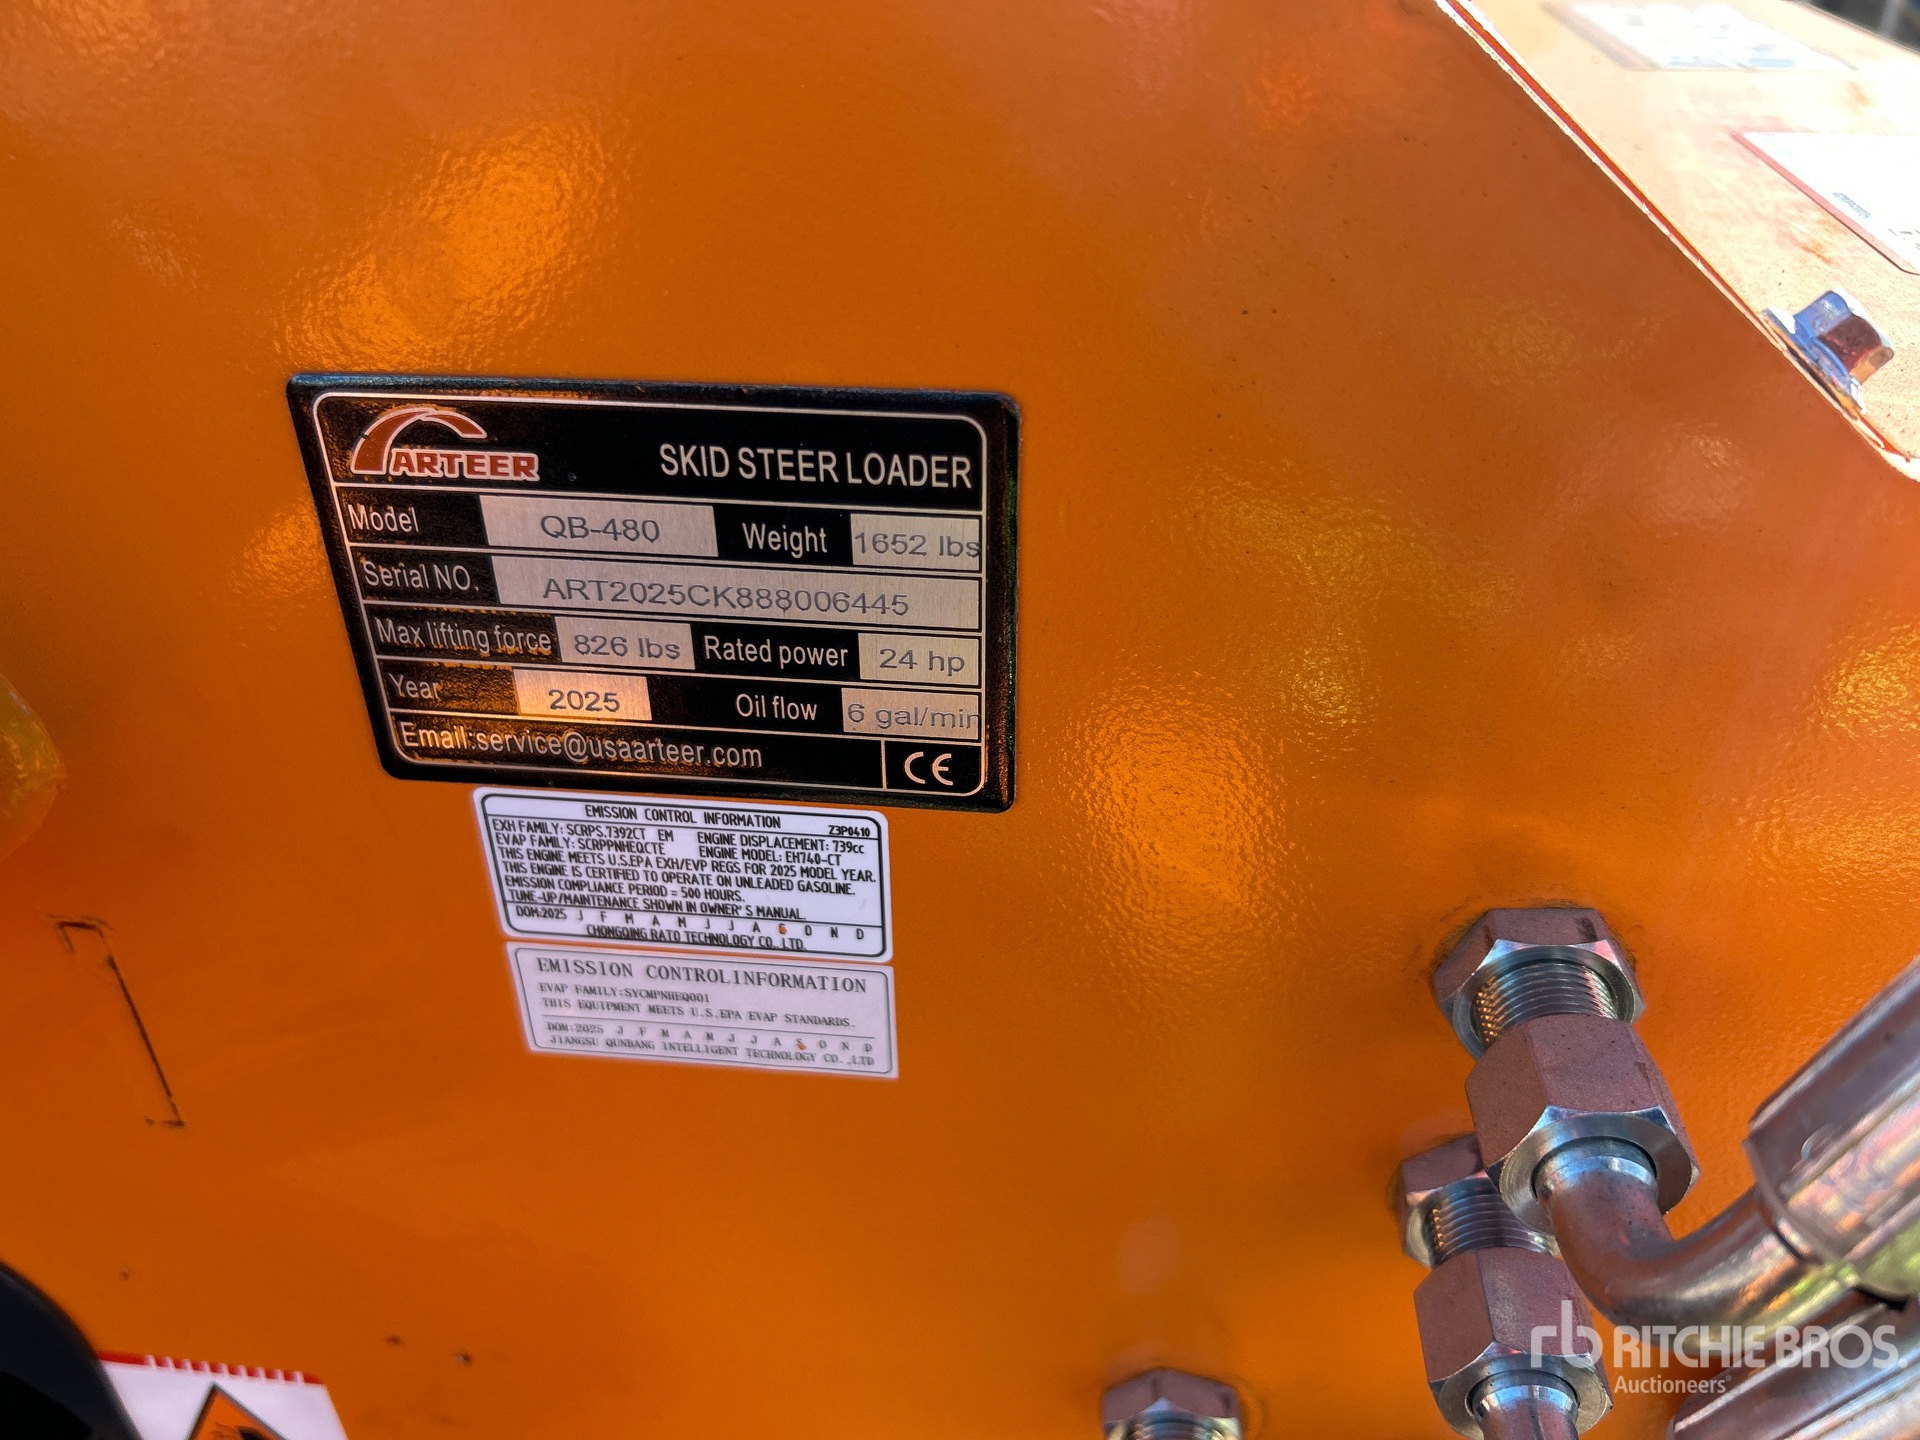 ARTEER SKID STEER LOADER
Model QB-480 Weight 1652 lbs
Serial NO. ART2025CK888006445
Max lifting force 826 lbs Rated power 24 hp
Year 2025 Oil flow 6 gal/min
Email:service@usaarteer.com CE
EMISSION CONTROL INFORMATION Z3P0410
EXH FAMILY: SCRPS.7392CT EM ENGINE DISPLACEMENT: 739cc
EVAP FAMILY: SCRPPNHEQCTE ENGINE MODEL: EH740-CT
THIS ENGINE MEETS U.S.EPA EXH/EVP REGS FOR 2025 MODEL YEAR.
THIS ENGINE IS CERTIFIED TO OPERATE ON UNLEADED GASOLINE.
EMISSION COMPLIANCE PERIOD = 500 HOURS.
TUNE-UP/MAINTENANCE SHOWN IN OWNER'S MANUAL.
DOM:2025 J F M A M J J A S O N D
CHONGQING RATO TECHNOLOGY CO., LTD.
EMISSION CONTROLINFORMATION
EVAP FAMILY:SYCMPNHEQ001
THIS EQUIPMENT MEETS U.S.EPA EVAP STANDARDS.
DOM:2025 J F M A M J J A S O N D
JIANGSU QUNBANG INTELLIGENT TECHNOLOGY CO.,LTD
rb RITCHIE BROS.
Auctioneers